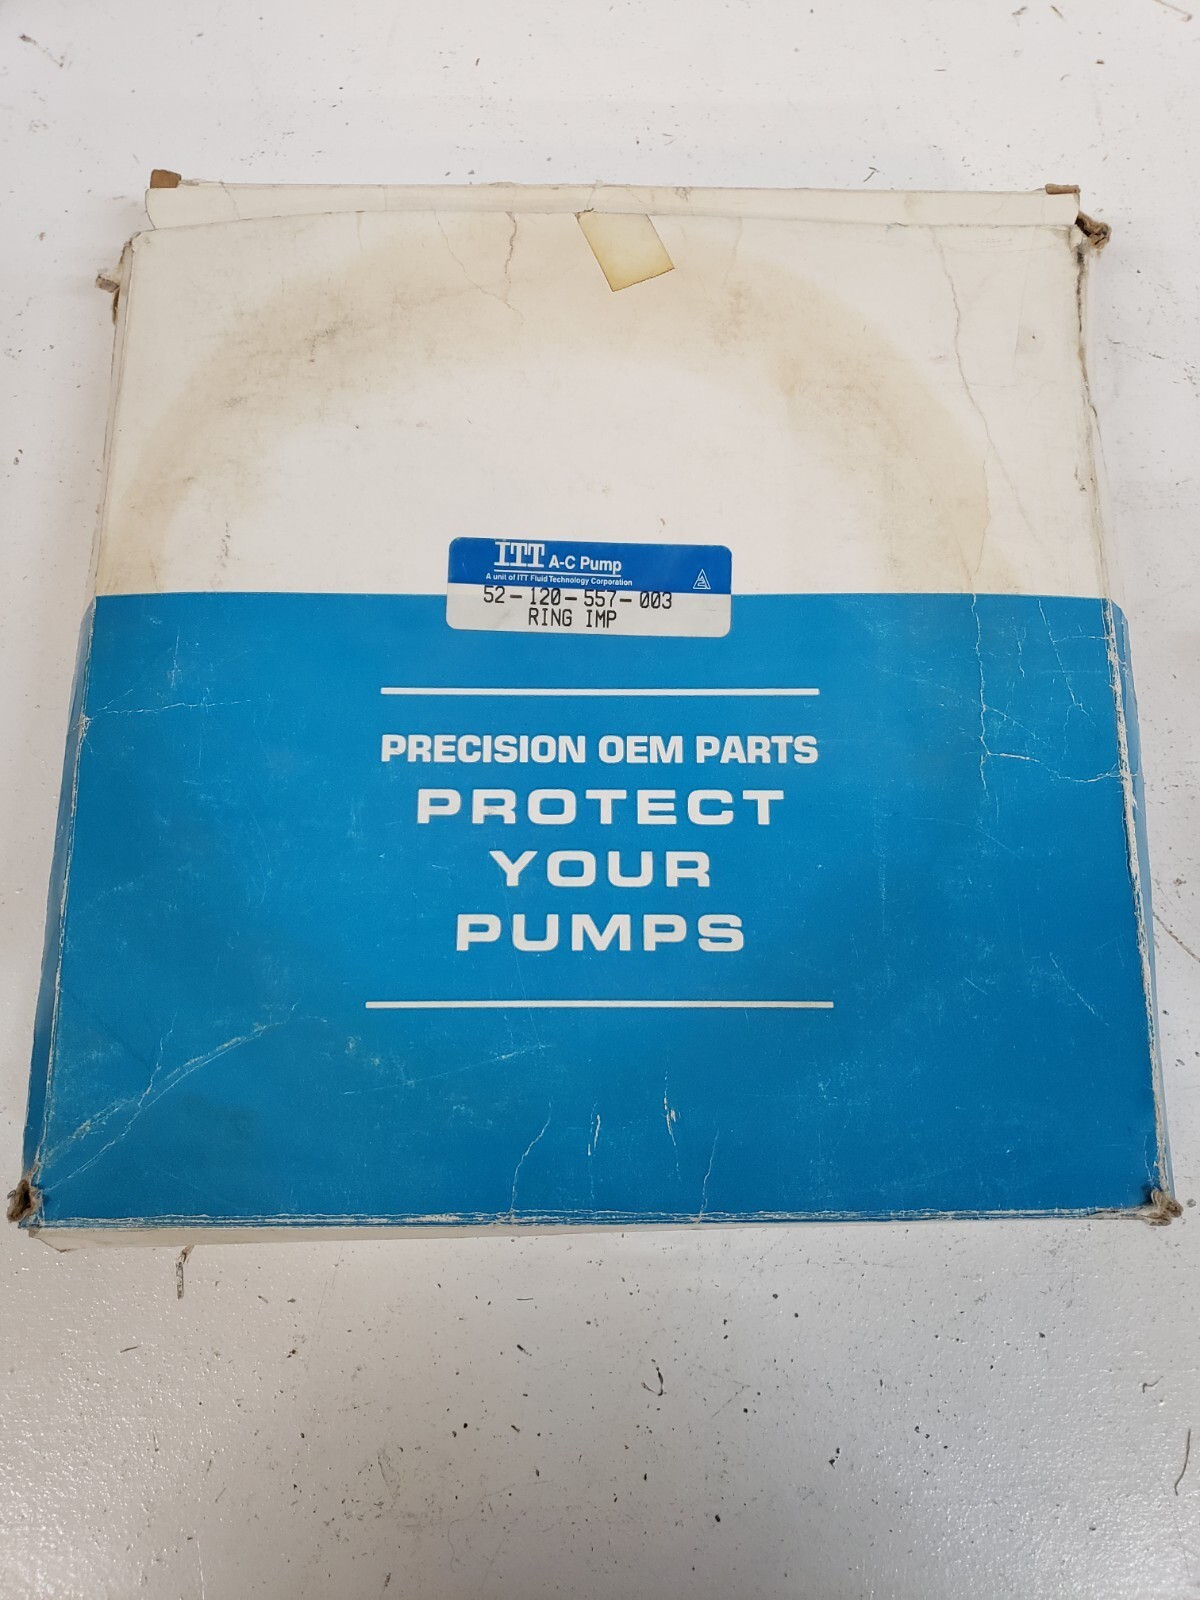 ITT A-C Pump
A unit of ITT Fluid Technology Corporation
52-120-557-003
RING IMP
PRECISION OEM PARTS
PROTECT
YOUR
PUMPS